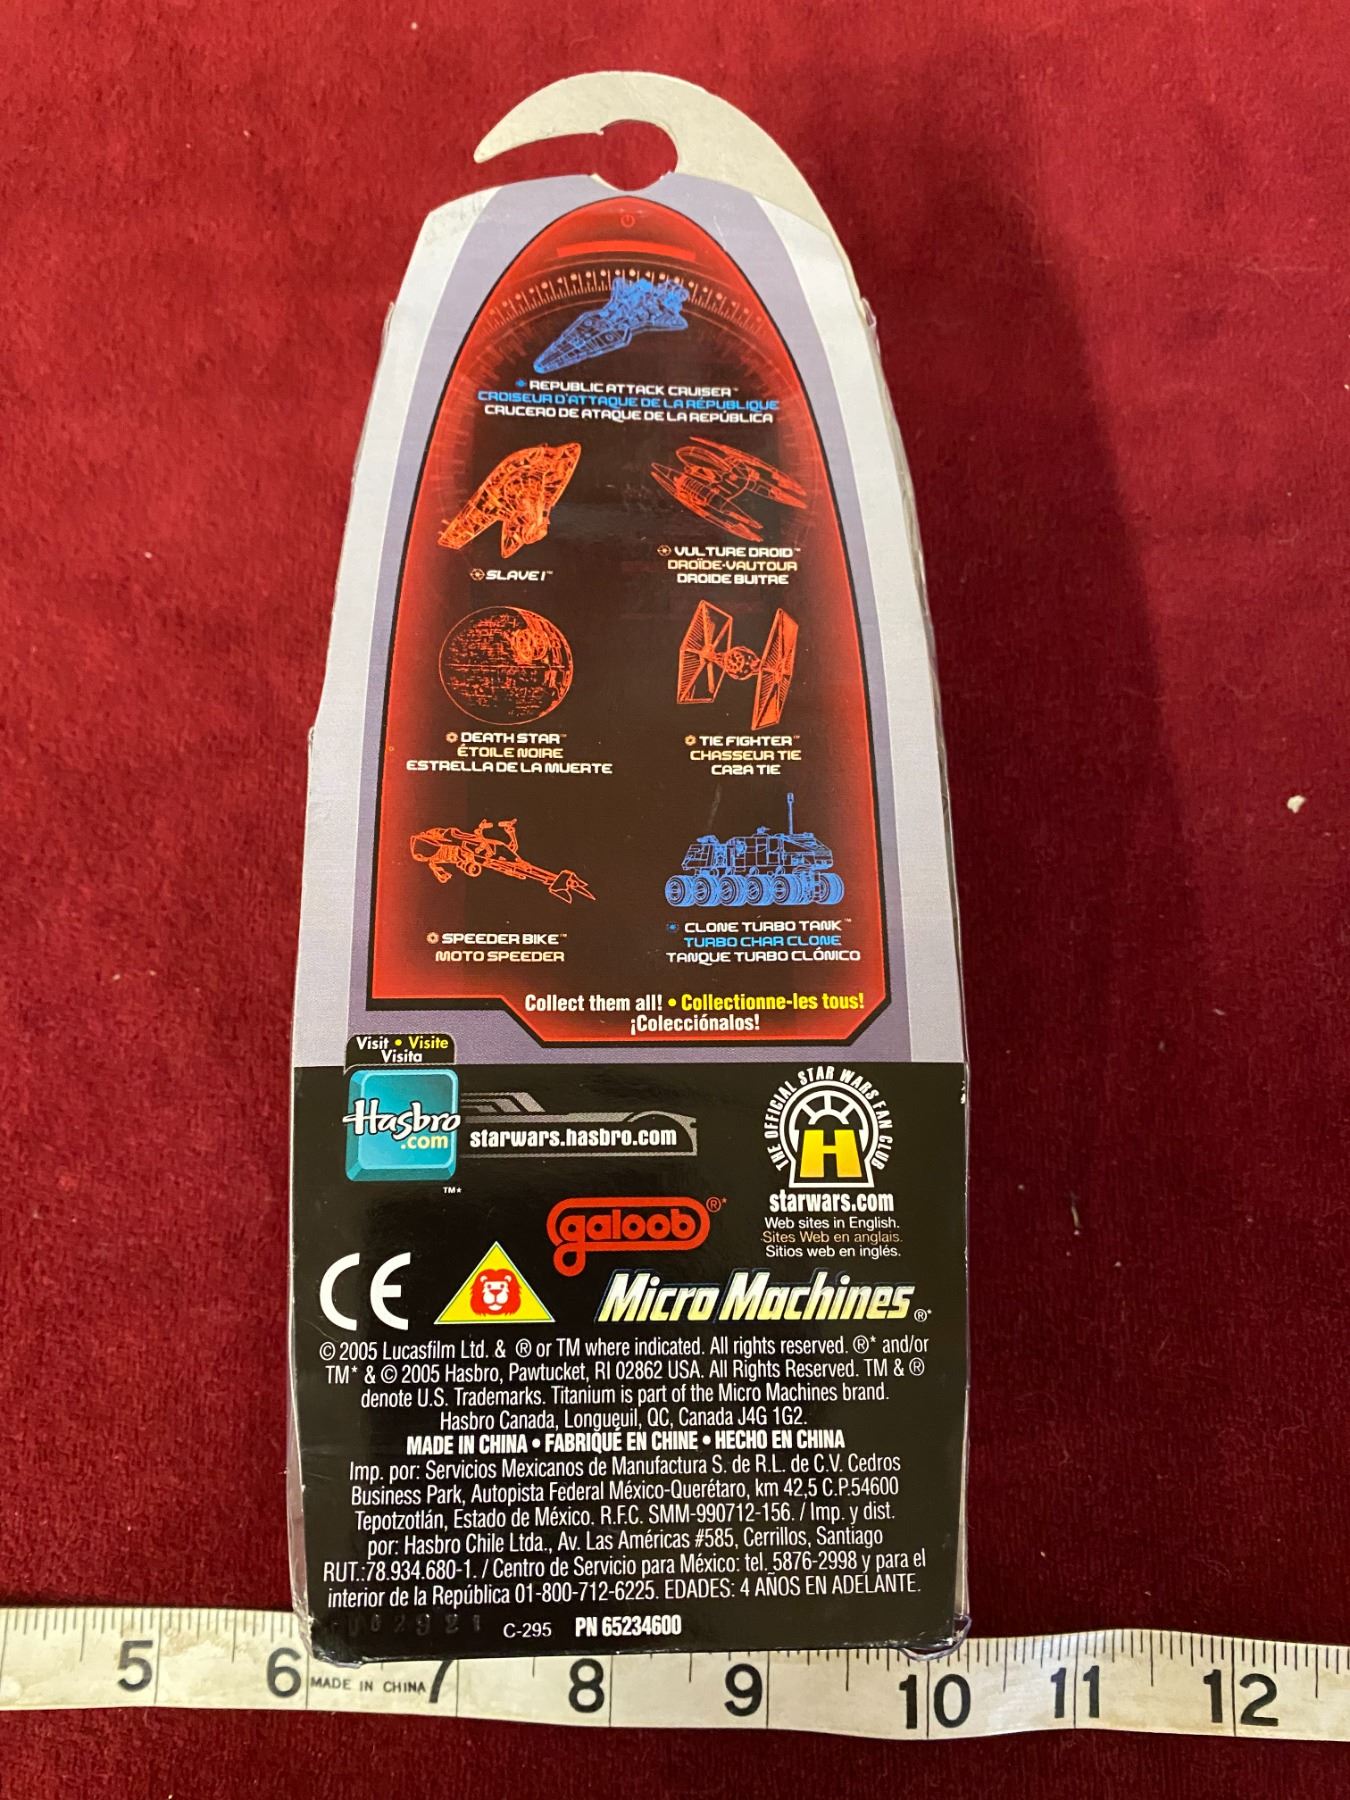 REPUBLIC ATTACK CRUISER™
CROISEUR D'ATTAQUE DE LA RÉPUBLIQUE
CRUCERO DE ATAQUE DE LA REPÚBLICA
SLAVE I™
VULTURE DROID™
DROÏDE-VAUTOUR
DROIDE BUITRE
DEATH STAR™
ÉTOILE NOIRE
ESTRELLA DE LA MUERTE
TIE FIGHTER™
CHASSEUR TIE
CAZA TIE
SPEEDER BIKE™
MOTO SPEEDER
CLONE TURBO TANK™
TURBO CHAR CLONE
TANQUE TURBO CLÓNICO
Collect them all! • Collectionne-les tous!
¡Colecciónalos!
Visit • Visite
Visita
Hasbro
.com
TM*
starwars.hasbro.com
THE OFFICIAL STAR WARS FAN CLUB
H
starwars.com
Web sites in English.
Sites Web en anglais.
Sitios web en inglés.
galoob®*
CE
Micro Machines®*
© 2005 Lucasfilm Ltd. & ® or TM where indicated. All rights reserved. ®* and/or
TM* & © 2005 Hasbro, Pawtucket, RI 02862 USA. All Rights Reserved. TM & ®
denote U.S. Trademarks. Titanium is part of the Micro Machines brand.
Hasbro Canada, Longueuil, QC, Canada J4G 1G2.
MADE IN CHINA • FABRIQUÉ EN CHINE • HECHO EN CHINA
Imp. por: Servicios Mexicanos de Manufactura S. de R.L. de C.V. Cedros
Business Park, Autopista Federal México-Querétaro, km 42,5 C.P.54600
Tepotzotlán, Estado de México. R.F.C. SMM-990712-156. / Imp. y dist.
por: Hasbro Chile Ltda., Av. Las Américas #585, Cerrillos, Santiago
RUT.:78.934.680-1. / Centro de Servicio para México: tel. 5876-2998 y para el
interior de la República 01-800-712-6225. EDADES: 4 AÑOS EN ADELANTE.
C-295 PN 65234600
5 6 MADE IN CHINA 7 8 9 10 11 12